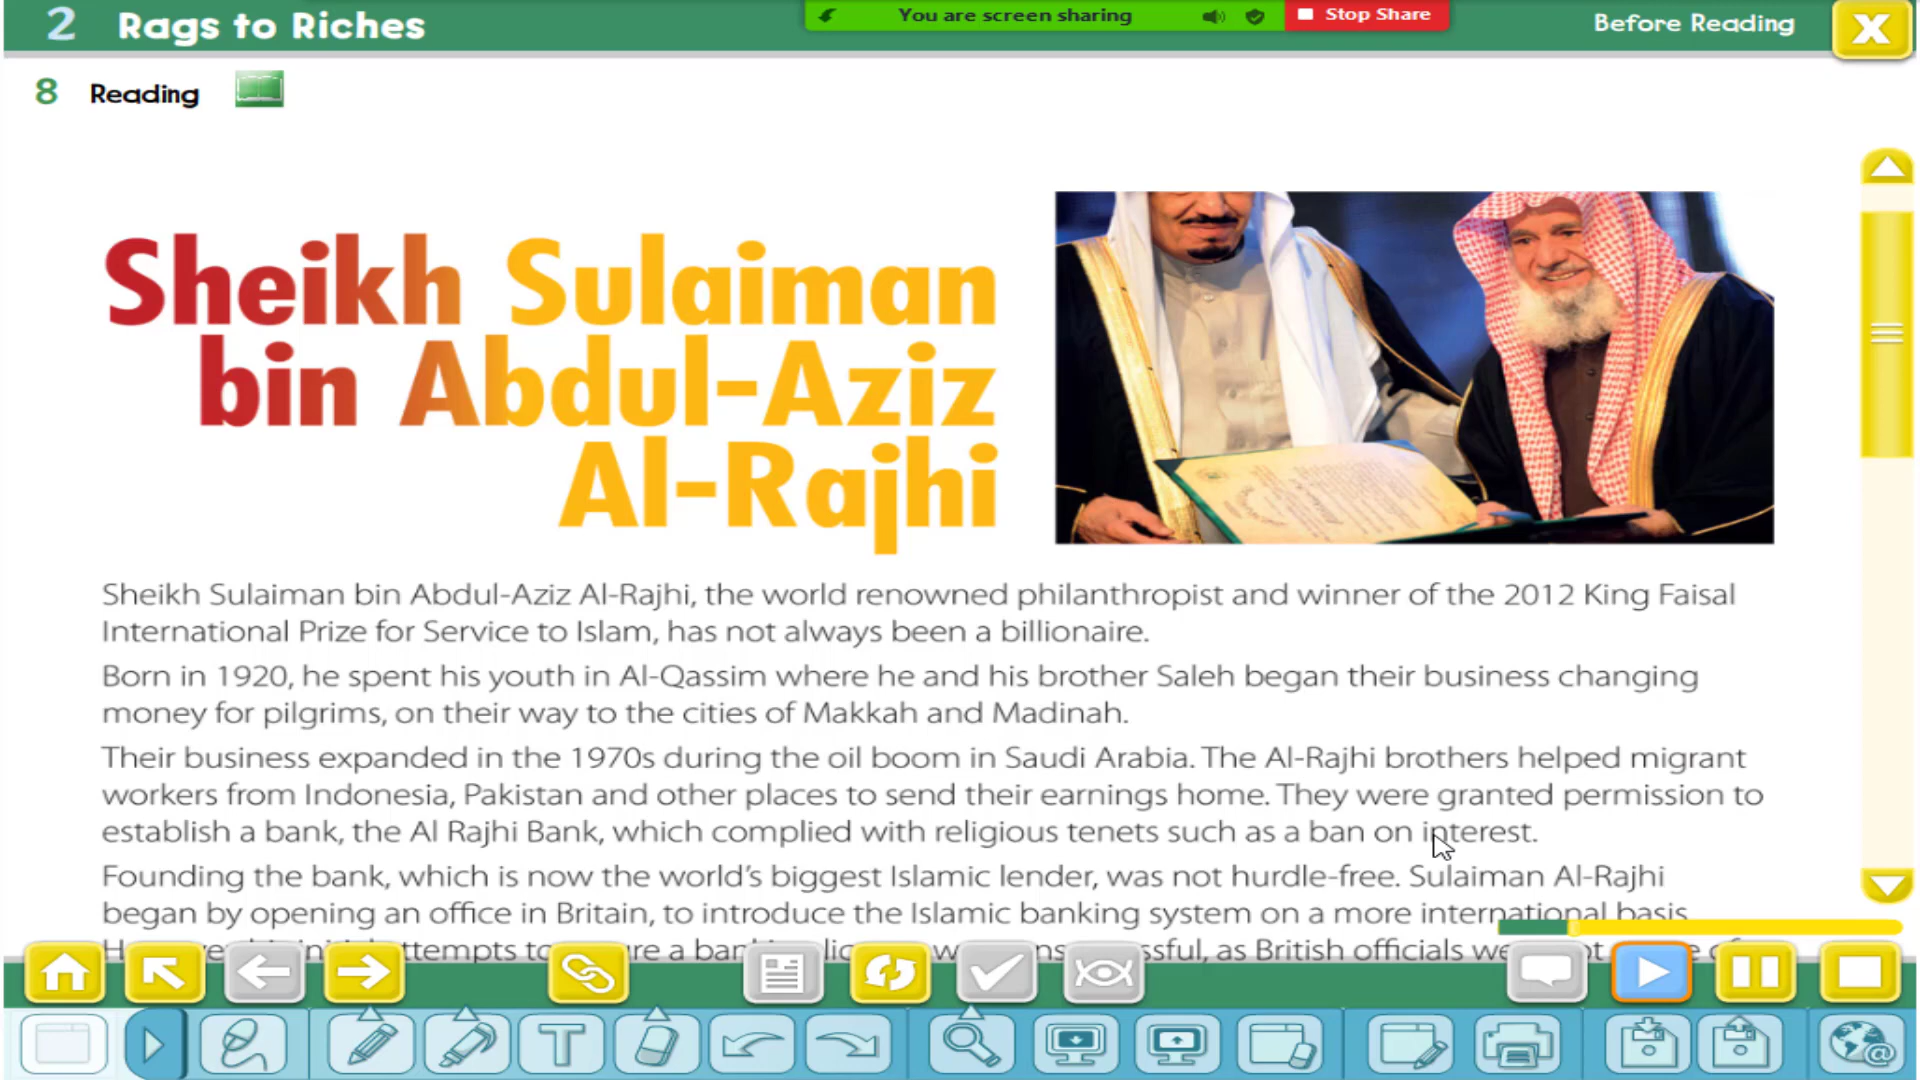 2 Rags to Riches
You are screen sharing
Stop Share
Before Reading
X
8 Reading
Sheikh Sulaiman
bin Abdul-Aziz
Al-Rajhi
Sheikh Sulaiman bin Abdul-Aziz Al-Rajhi, the world renowned philanthropist and winner of the 2012 King Faisal
International Prize for Service to Islam, has not always been a billionaire.
Born in 1920, he spent his youth in Al-Qassim where he and his brother Saleh began their business changing
money for pilgrims, on their way to the cities of Makkah and Madinah.
Their business expanded in the 1970s during the oil boom in Saudi Arabia. The Al-Rajhi brothers helped migrant
workers from Indonesia, Pakistan and other places to send their earnings home. They were granted permission to
establish a bank, the Al Rajhi Bank, which complied with religious tenets such as a ban on interest.
Founding the bank, which is now the world's biggest Islamic lender, was not hurdle-free. Sulaiman Al-Rajhi
began by opening an office in Britain, to introduce the Islamic banking system on a more international basis.
attempts to a as British officials
T